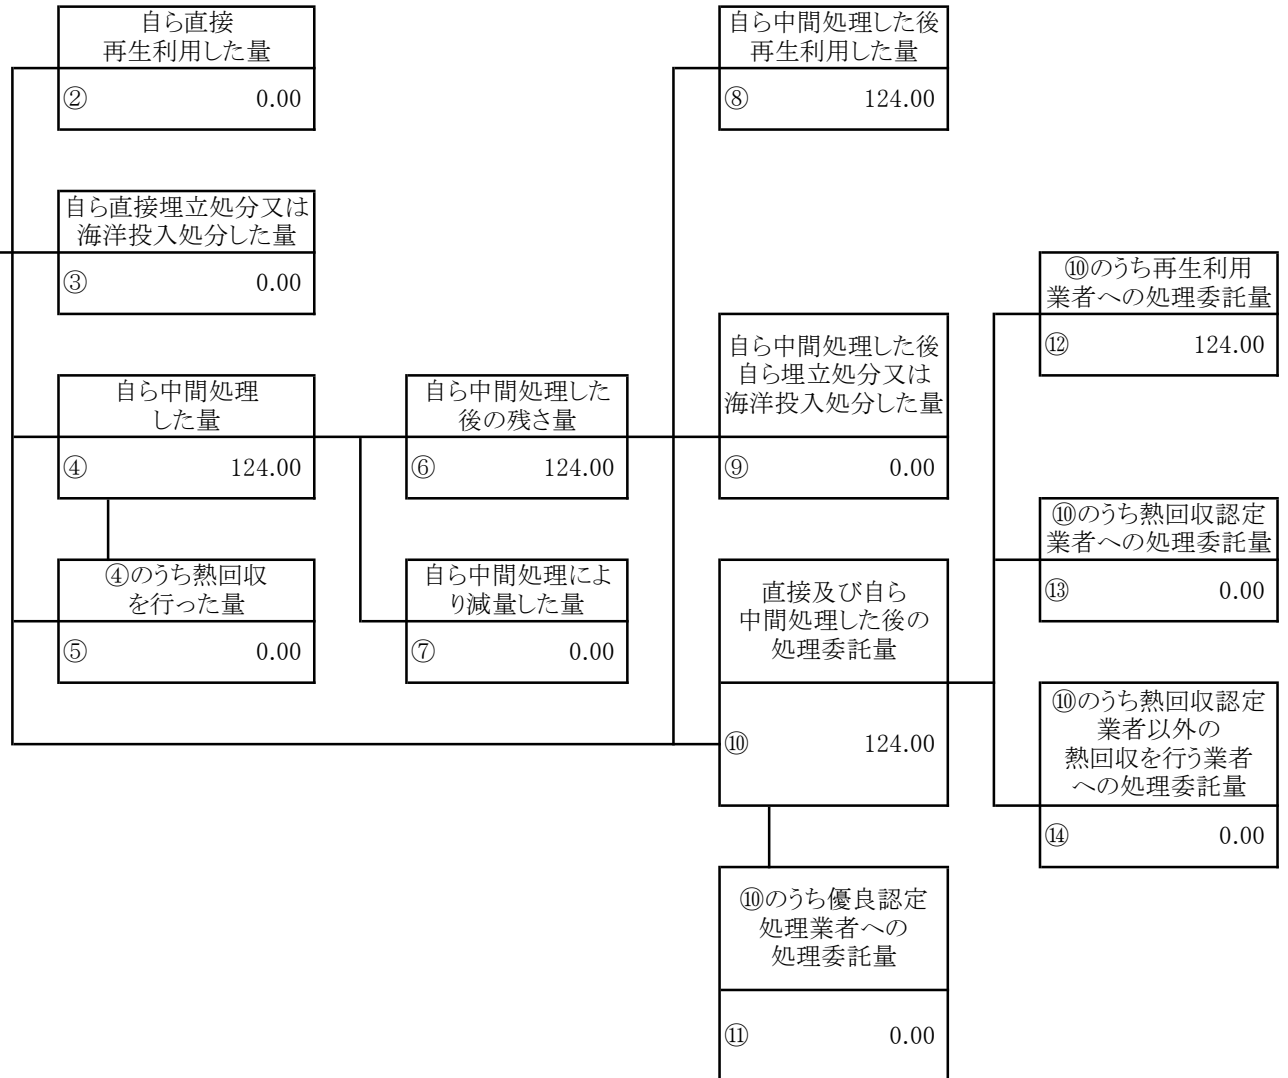 自ら直接
再生利用した量
② 0.00
自ら直接埋立処分又は
海洋投入処分した量
③ 0.00
自ら中間処理
した量
④ 124.00
④のうち熱回収
を行った量
⑤ 0.00
自ら中間処理した
後の残さ量
⑥ 124.00
自ら中間処理によ
り減量した量
⑦ 0.00
自ら中間処理した後
再生利用した量
⑧ 124.00
自ら中間処理した後
自ら埋立処分又は
海洋投入処分した量
⑨ 0.00
直接及び自ら
中間処理した後の
処理委託量
⑩ 124.00
⑩のうち優良認定
処理業者への
処理委託量
⑪ 0.00
⑩のうち再生利用
業者への処理委託量
⑫ 124.00
⑩のうち熱回収認定
業者への処理委託量
⑬ 0.00
⑩のうち熱回収認定
業者以外の
熱回収を行う業者
への処理委託量
⑭ 0.00